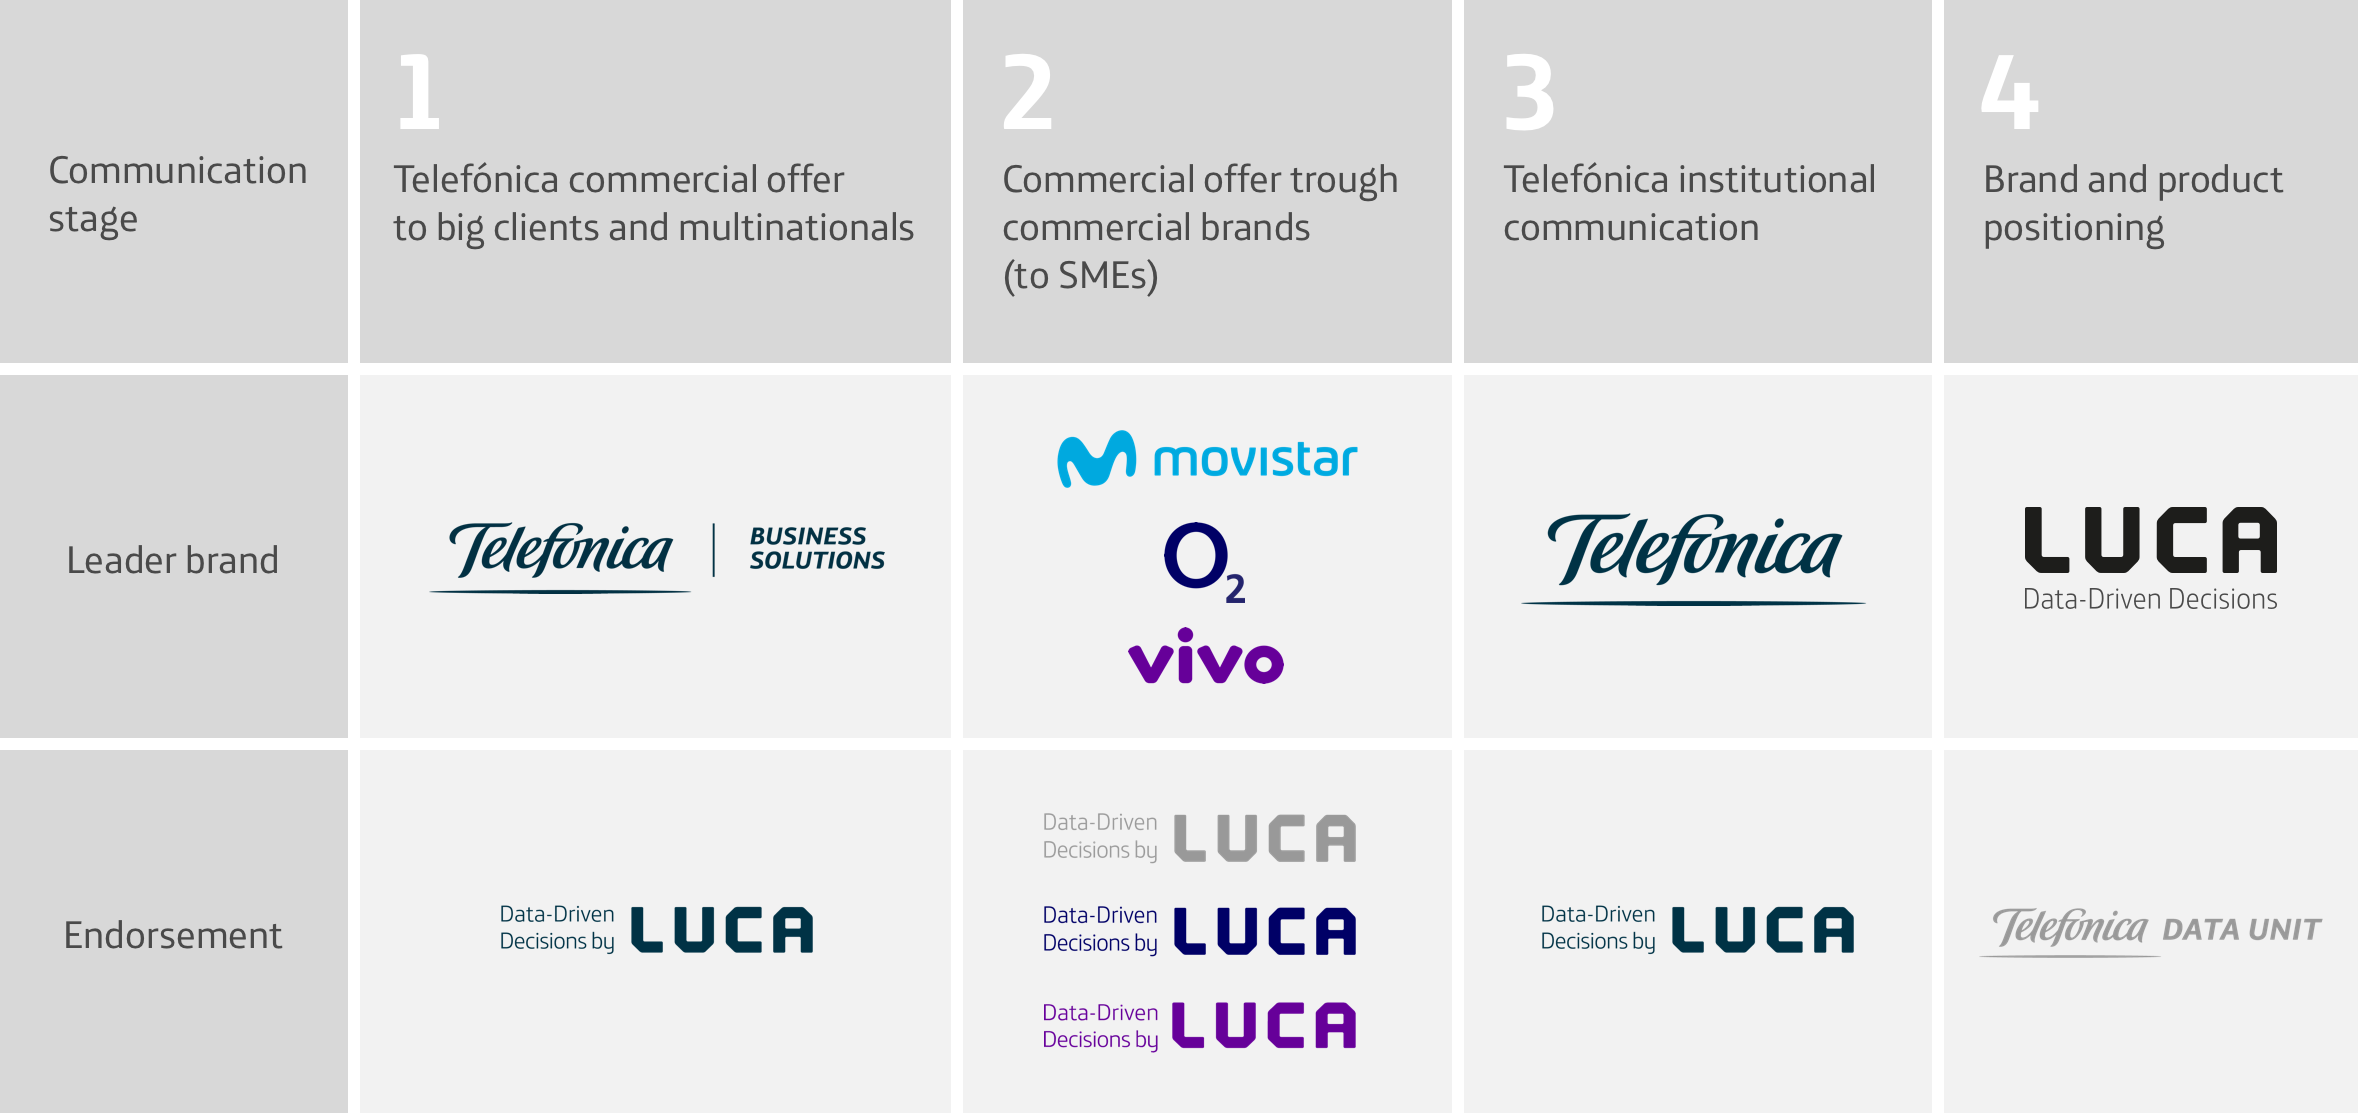 Communication
stage
1
Telefónica commercial offer
to big clients and multinationals
2
Commercial offer trough
commercial brands
(to SMEs)
3
Telefónica institutional
communication
4
Brand and product
positioning
Leader brand
Telefónica
BUSINESS
SOLUTIONS
movistar
O2
vivo
Telefónica
LUCA
Data-Driven Decisions
Endorsement
Data-Driven
Decisions by
LUCA
Data-Driven
Decisions by
LUCA
Data-Driven
Decisions by
LUCA
Data-Driven
Decisions by
LUCA
Data-Driven
Decisions by
LUCA
Telefónica DATA UNIT